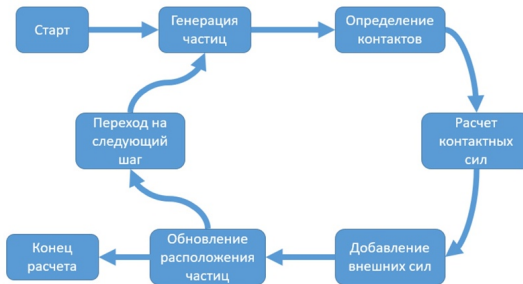 Старт
Генерация
частиц
Определение
контактов
Переход на
следующий
шаг
Расчет
контактных
сил
Конец
расчета
Обновление
расположения
частиц
Добавление
внешних сил